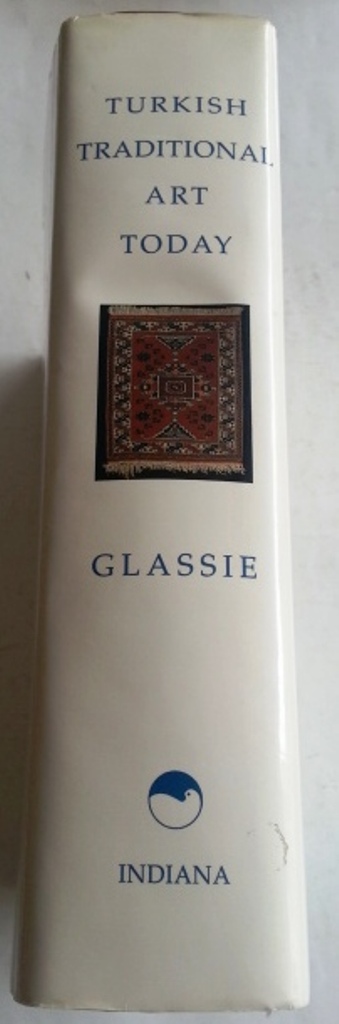 TURKISH
TRADITIONAL
ART
TODAY
GLASSIE
INDIANA